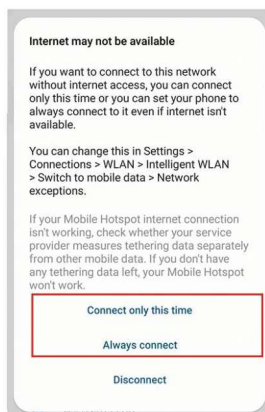 Internet may not be available
If you want to connect to this network
without internet access, you can connect
only this time or you can set your phone to
always connect to it even if internet isn't
available.
You can change this in Settings >
Connections > WLAN > Intelligent WLAN
> Switch to mobile data > Network
exceptions.
If your Mobile Hotspot internet connection
isn't working, check whether your service
provider measures tethering data separately
from other mobile data. If you don't have
any tethering data left, your Mobile Hotspot
won't work.
Connect only this time
Always connect
Disconnect